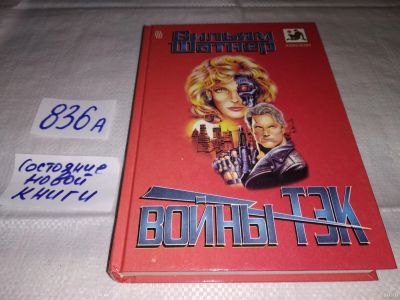 836А
Состояние
новой
книги
Вильям
Шатнер
ВОЙНЫ ТЭК